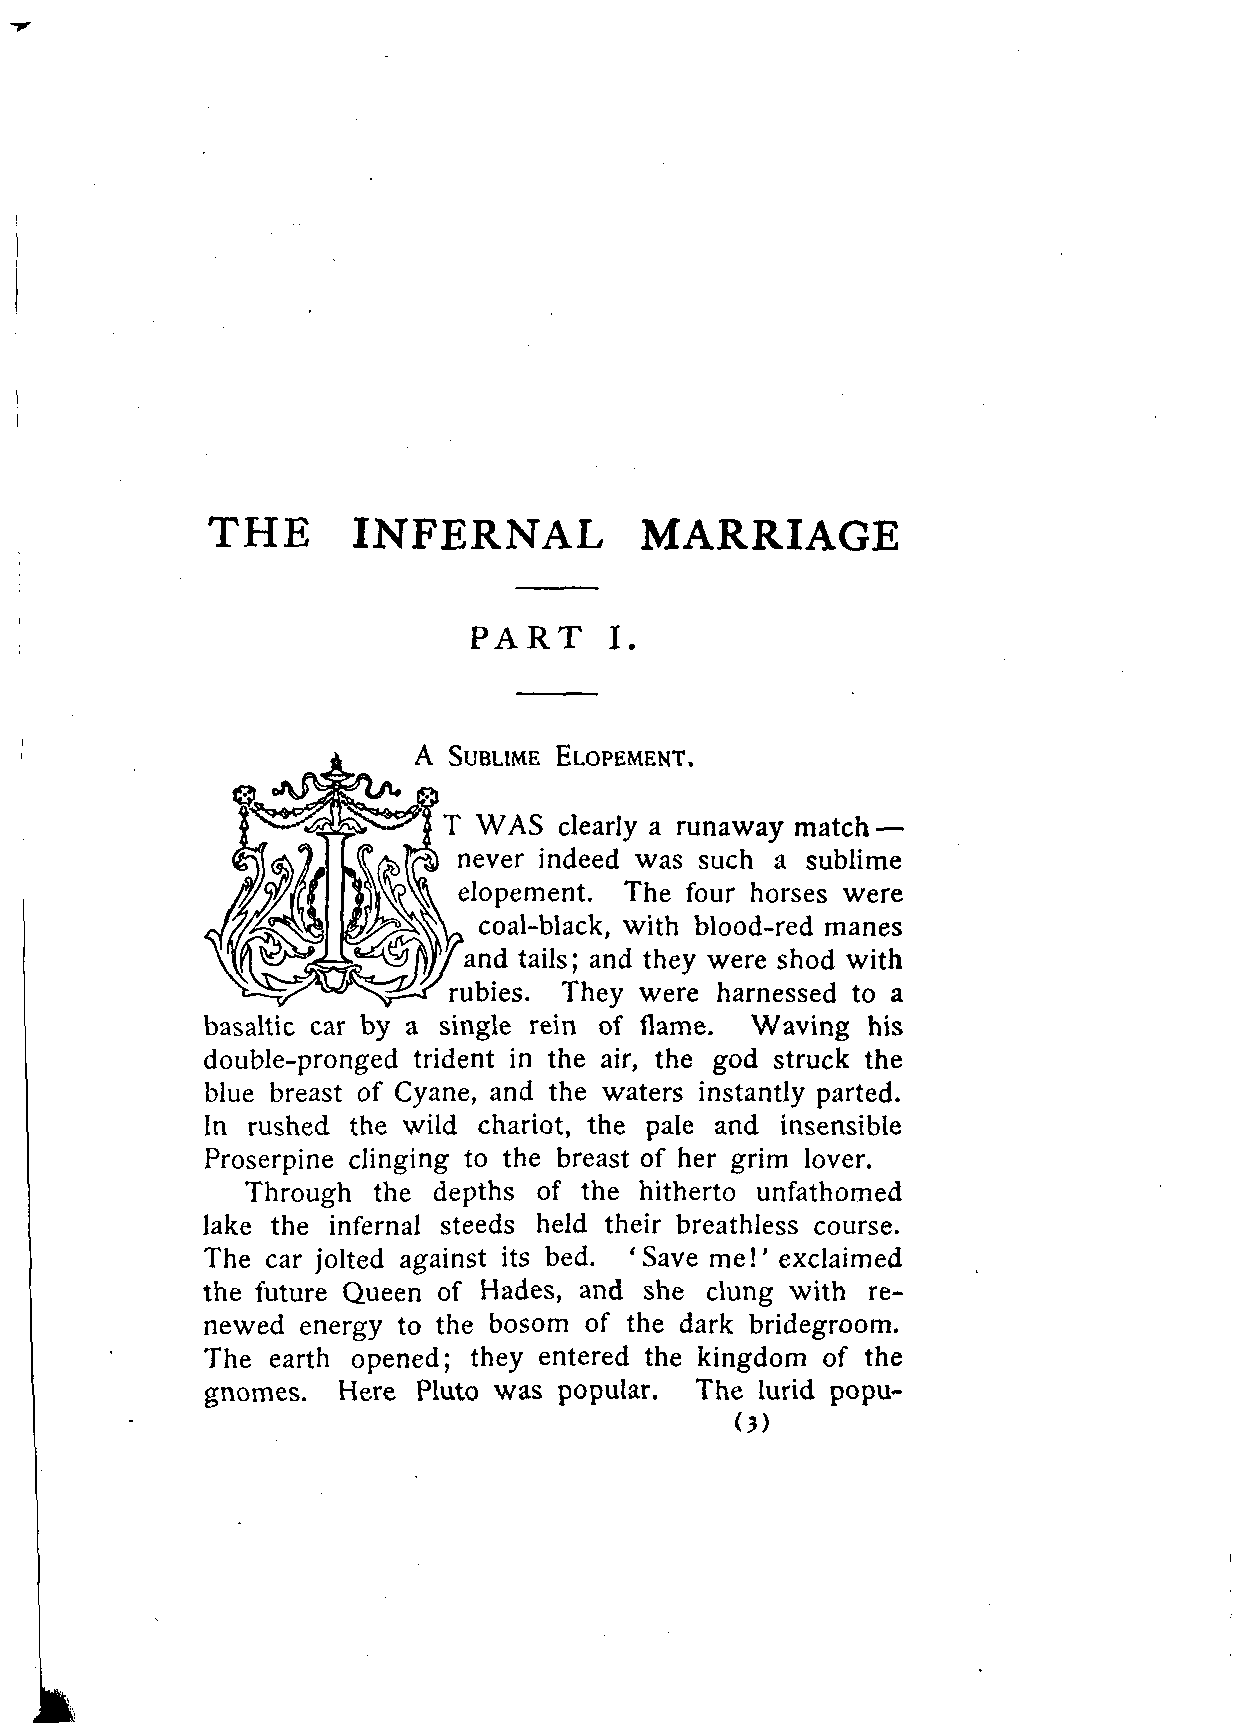 THE INFERNAL MARRIAGE
PART I.
A SUBLIME ELOPEMENT.
IT WAS clearly a runaway match—
never indeed was such a sublime
elopement. The four horses were
coal-black, with blood-red manes
and tails; and they were shod with
rubies. They were harnessed to a
basaltic car by a single rein of flame. Waving his
double-pronged trident in the air, the god struck the
blue breast of Cyane, and the waters instantly parted.
In rushed the wild chariot, the pale and insensible
Proserpine clinging to the breast of her grim lover.
Through the depths of the hitherto unfathomed
lake the infernal steeds held their breathless course.
The car jolted against its bed. 'Save me!' exclaimed
the future Queen of Hades, and she clung with re-
newed energy to the bosom of the dark bridegroom.
The earth opened; they entered the kingdom of the
gnomes. Here Pluto was popular. The lurid popu-
(3)